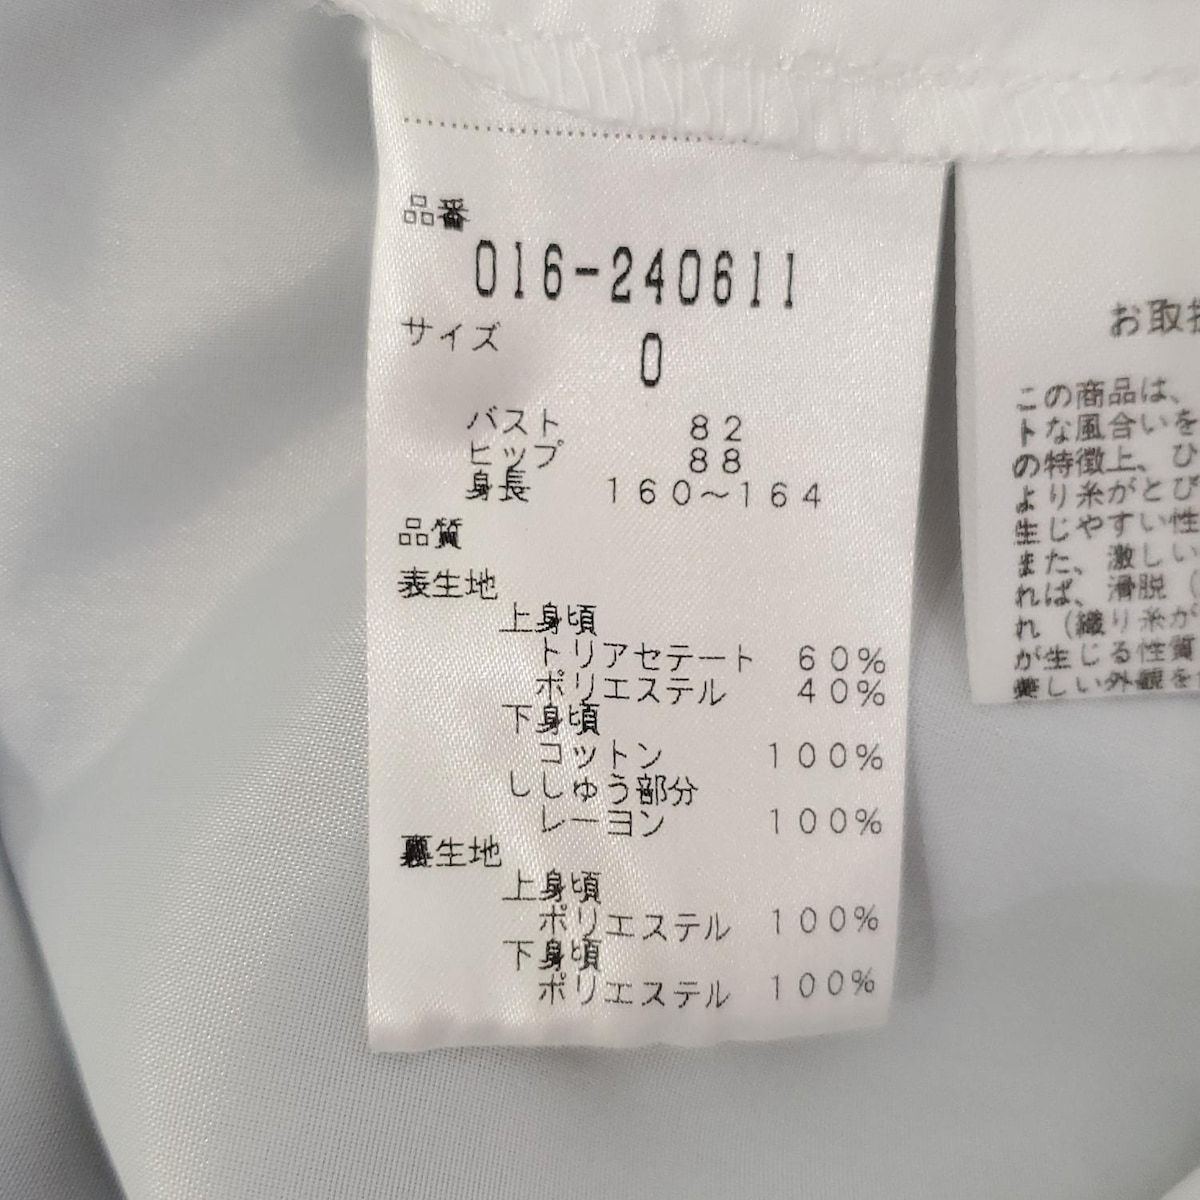 品番
016-240611
サイズ 0
バスト 82
ヒップ 88
身長 160～164
品質
表生地
上身頃
トリアセテート 60%
ポリエステル 40%
下身頃
コットン 100%
ししゅう部分
レーヨン 100%
裏生地
上身頃
ポリエステル 100%
下身頃
ポリエステル 100%
お取扱
この商品は、
トな風合いを
の特徴上、ひ
より糸がとび
生じやすい性
また、激しい
れば、滑脱（
れ（織り糸が
が生じる性質
美しい外観を